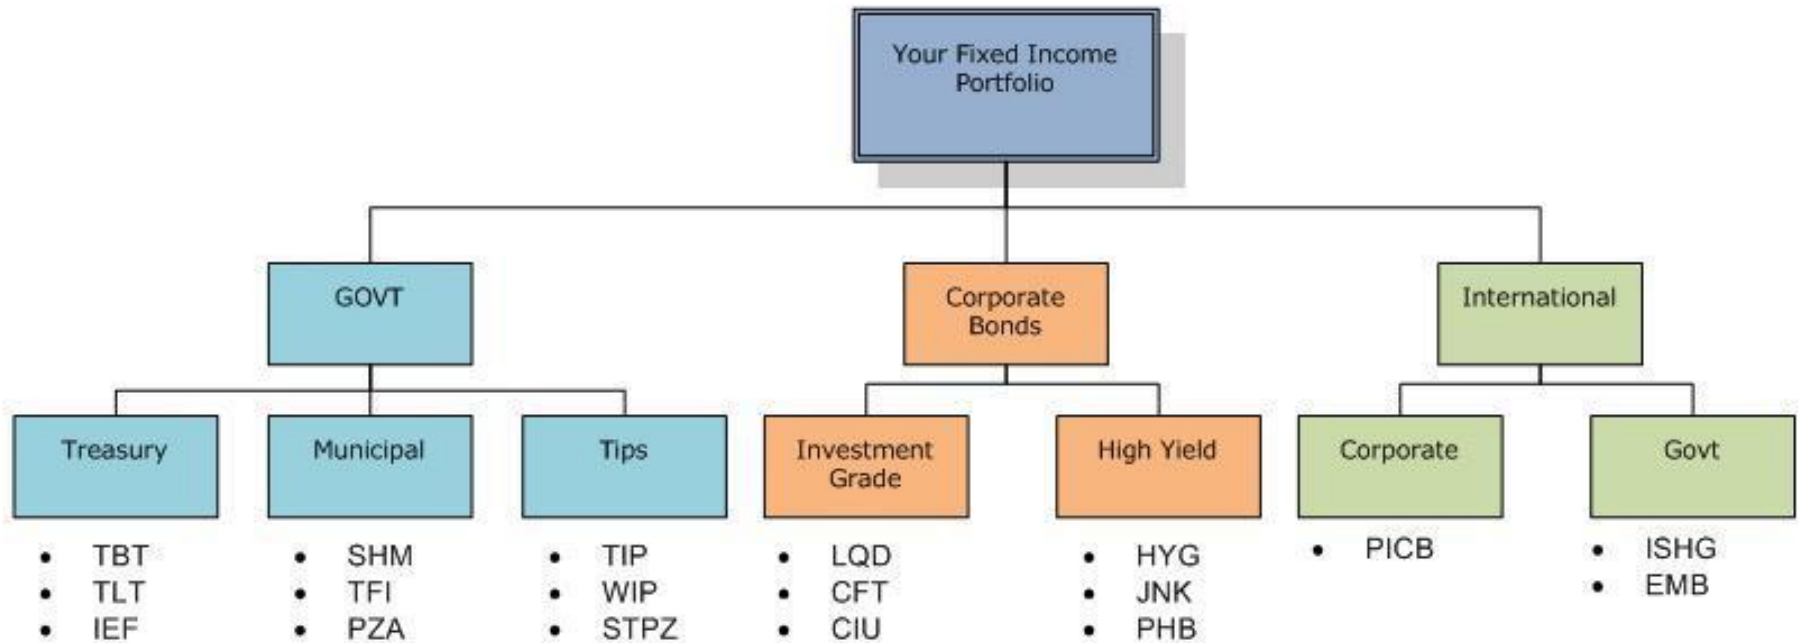 Your Fixed Income
Portfolio
GOVT
Corporate
Bonds
International
Treasury
Municipal
Tips
Investment
Grade
High Yield
Corporate
Govt
• TBT
• TLT
• IEF
• SHM
• TFI
• PZA
• TIP
• WIP
• STPZ
• LQD
• CFT
• CIU
• HYG
• JNK
• PHB
• PICB
• ISHG
• EMB